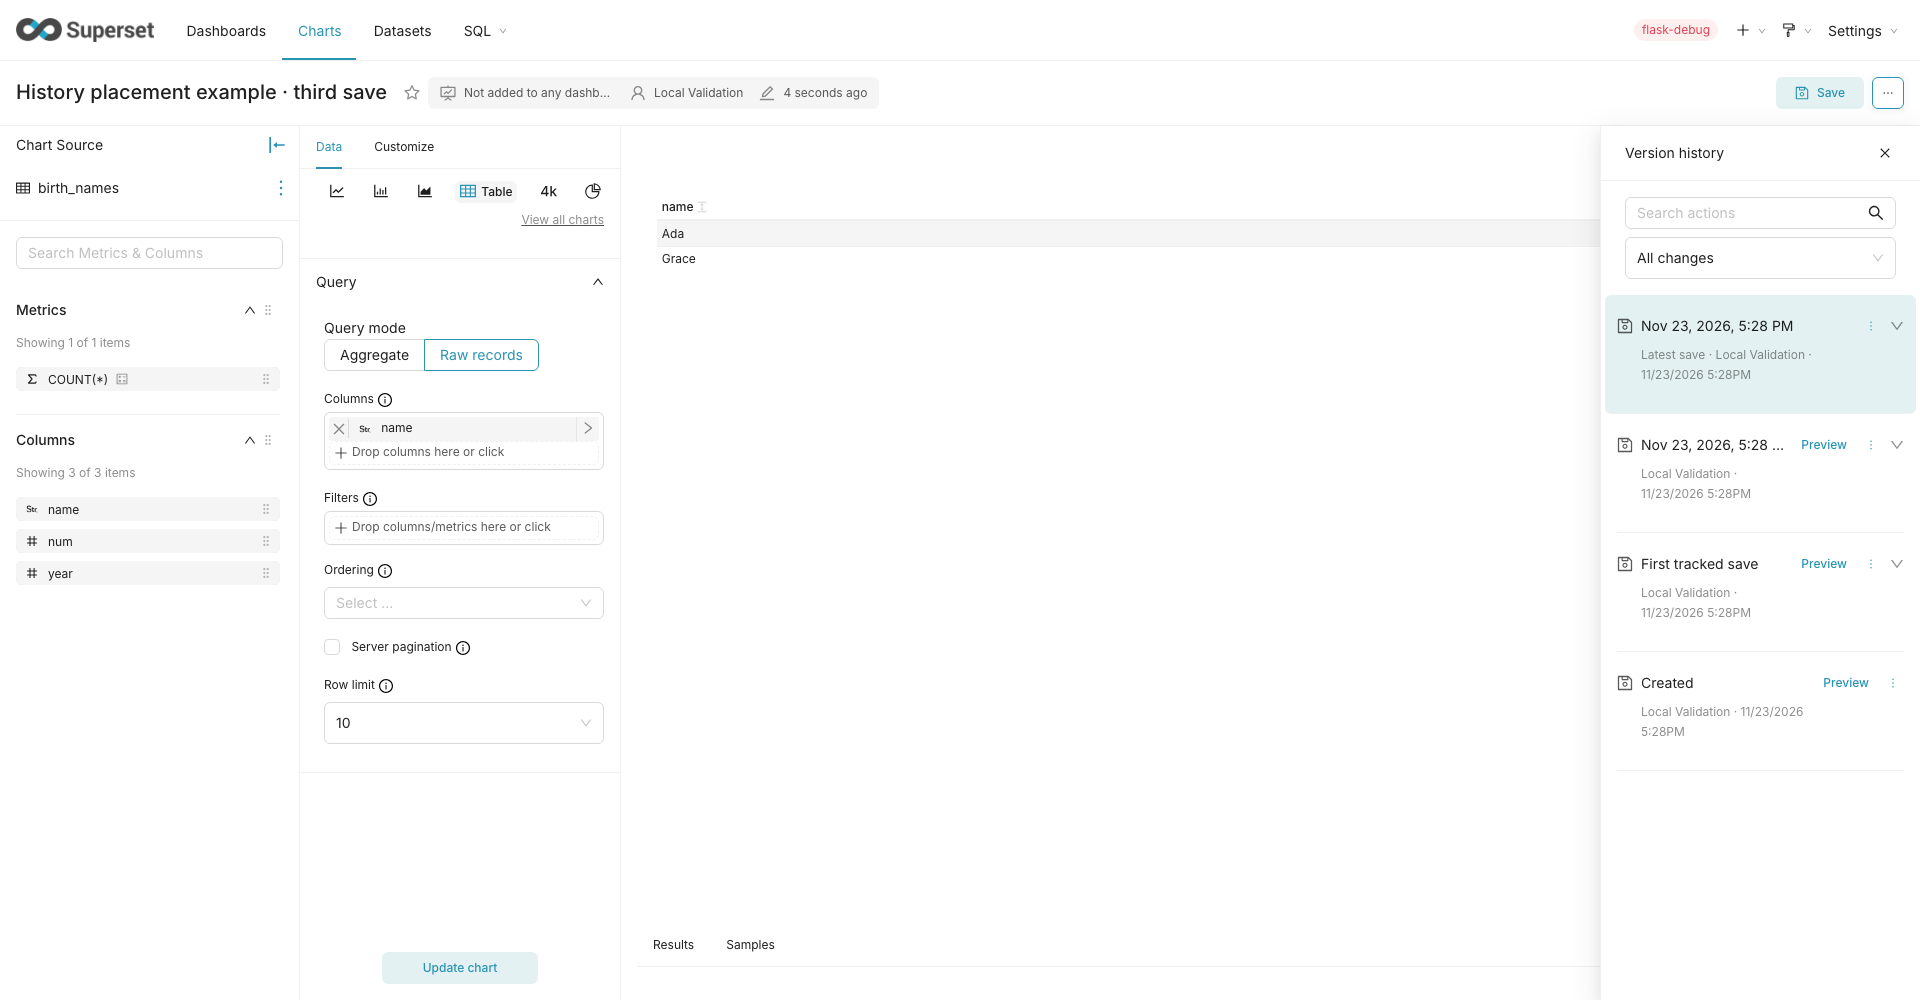 Superset
Dashboards
Charts
Datasets
SQL
flask-debug
Settings
History placement example · third save
Not added to any dashb...
Local Validation
4 seconds ago
Save
Chart Source
birth_names
Search Metrics & Columns
Metrics
Showing 1 of 1 items
COUNT(*)
Columns
Showing 3 of 3 items
Str. name
num
year
Data
Customize
Table
4k
View all charts
Query
Query mode
Aggregate
Raw records
Columns
Str. name
Drop columns here or click
Filters
Drop columns/metrics here or click
Ordering
Select ...
Server pagination
Row limit
10
Update chart
name
Ada
Grace
Results
Samples
Version history
Search actions
All changes
Nov 23, 2026, 5:28 PM
Latest save · Local Validation ·
11/23/2026 5:28PM
Nov 23, 2026, 5:28 ... Preview
Local Validation ·
11/23/2026 5:28PM
First tracked save Preview
Local Validation ·
11/23/2026 5:28PM
Created Preview
Local Validation · 11/23/2026
5:28PM